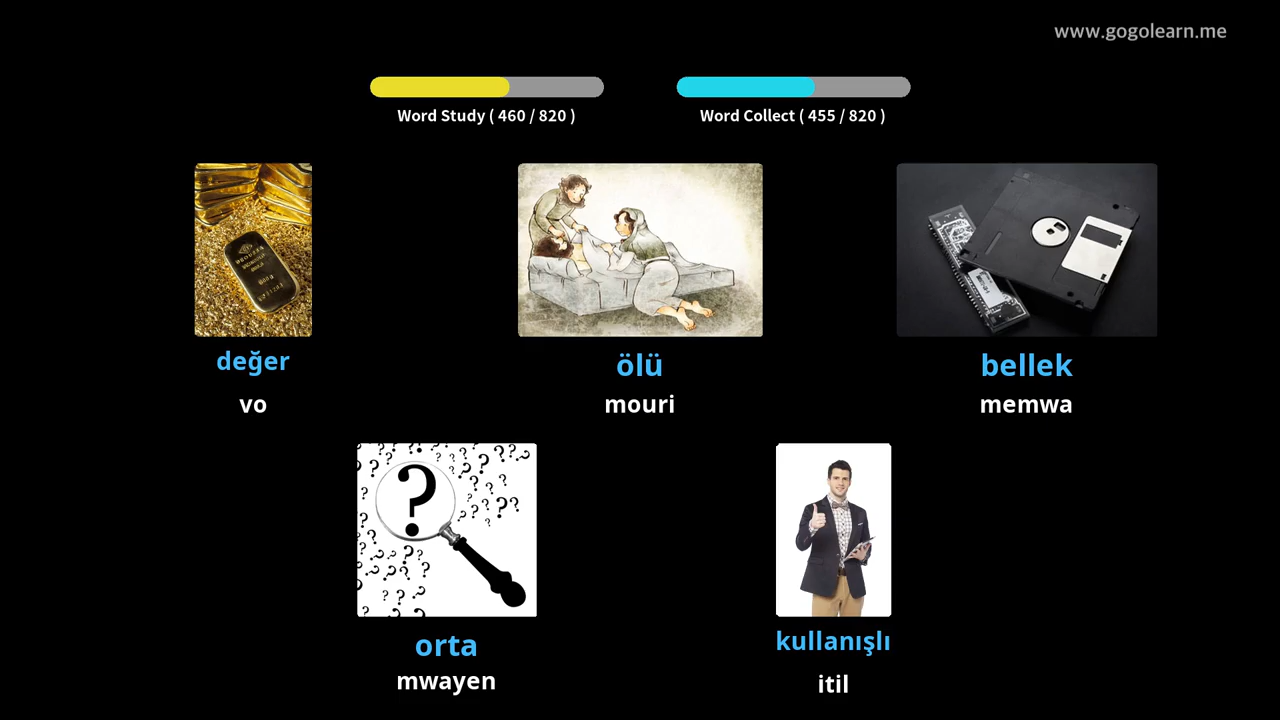 www.gogolearn.me
Word Study ( 460 / 820 )
Word Collect ( 455 / 820 )
değer
vo
ölü
mouri
bellek
memwa
orta
mwayen
kullanışlı
itil